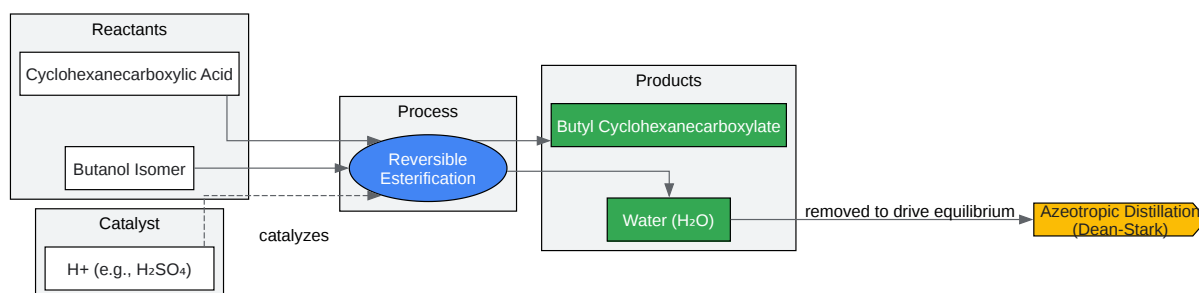 Reactants
Cyclohexanecarboxylic Acid
Butanol Isomer
Catalyst
H+ (e.g., H₂SO₄)
catalyzes
Process
Reversible
Esterification
Products
Butyl Cyclohexanecarboxylate
Water (H₂O)
removed to drive equilibrium
Azeotropic Distillation
(Dean-Stark)